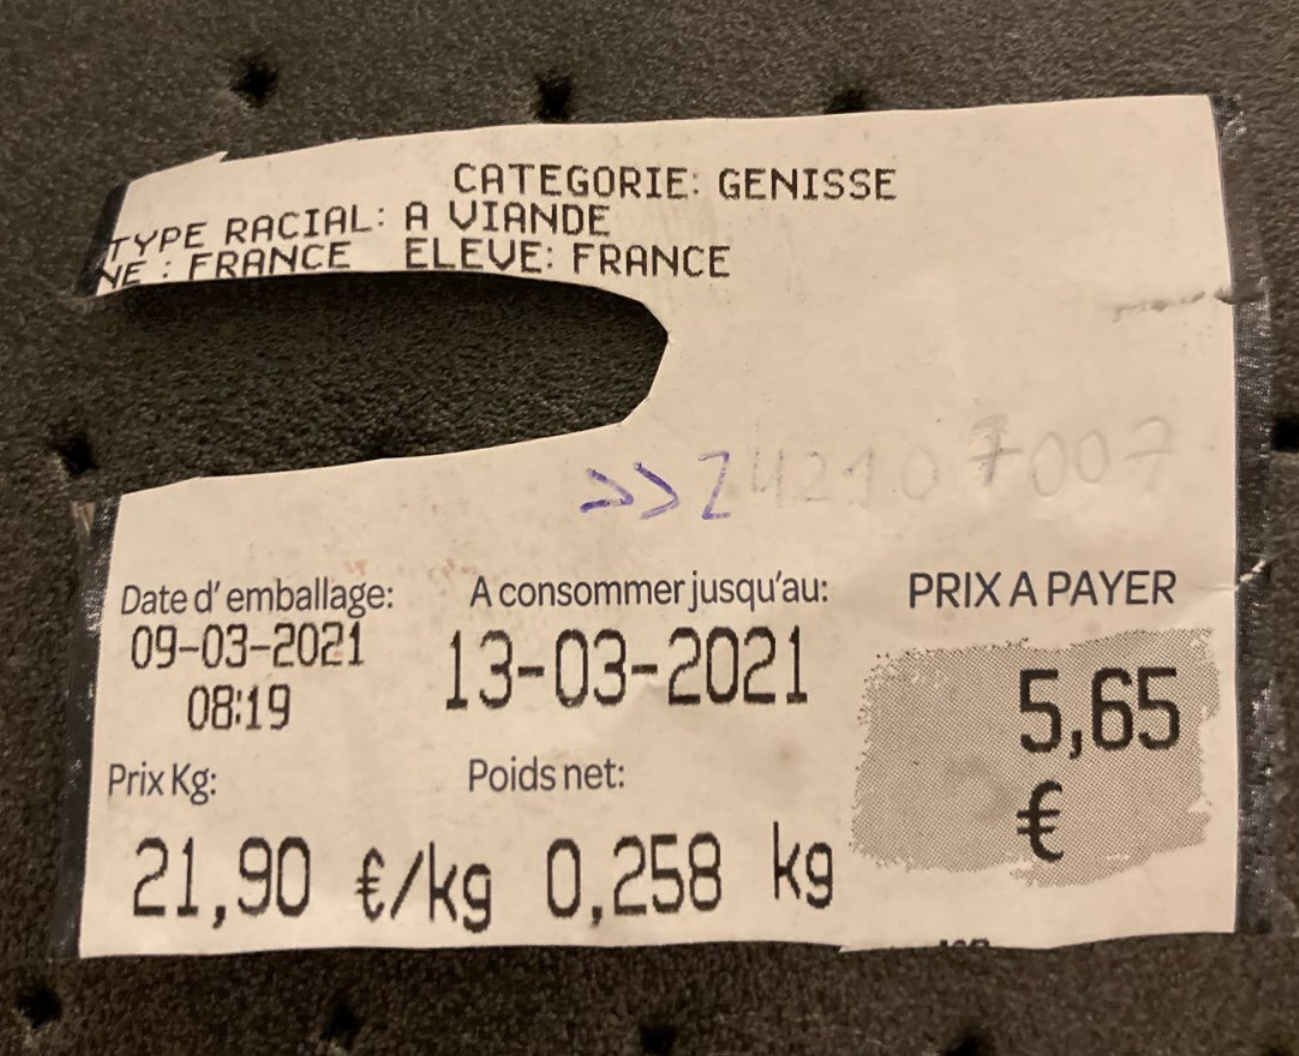 CATEGORIE: GENISSE
TYPE RACIAL: A VIANDE
NE : FRANCE ELEVE: FRANCE
>>242107007
Date d'emballage: A consommer jusqu'au: PRIX A PAYER
09-03-2021 13-03-2021 5,65
08:19 €
Prix Kg: Poids net:
21,90 €/kg 0,258 kg